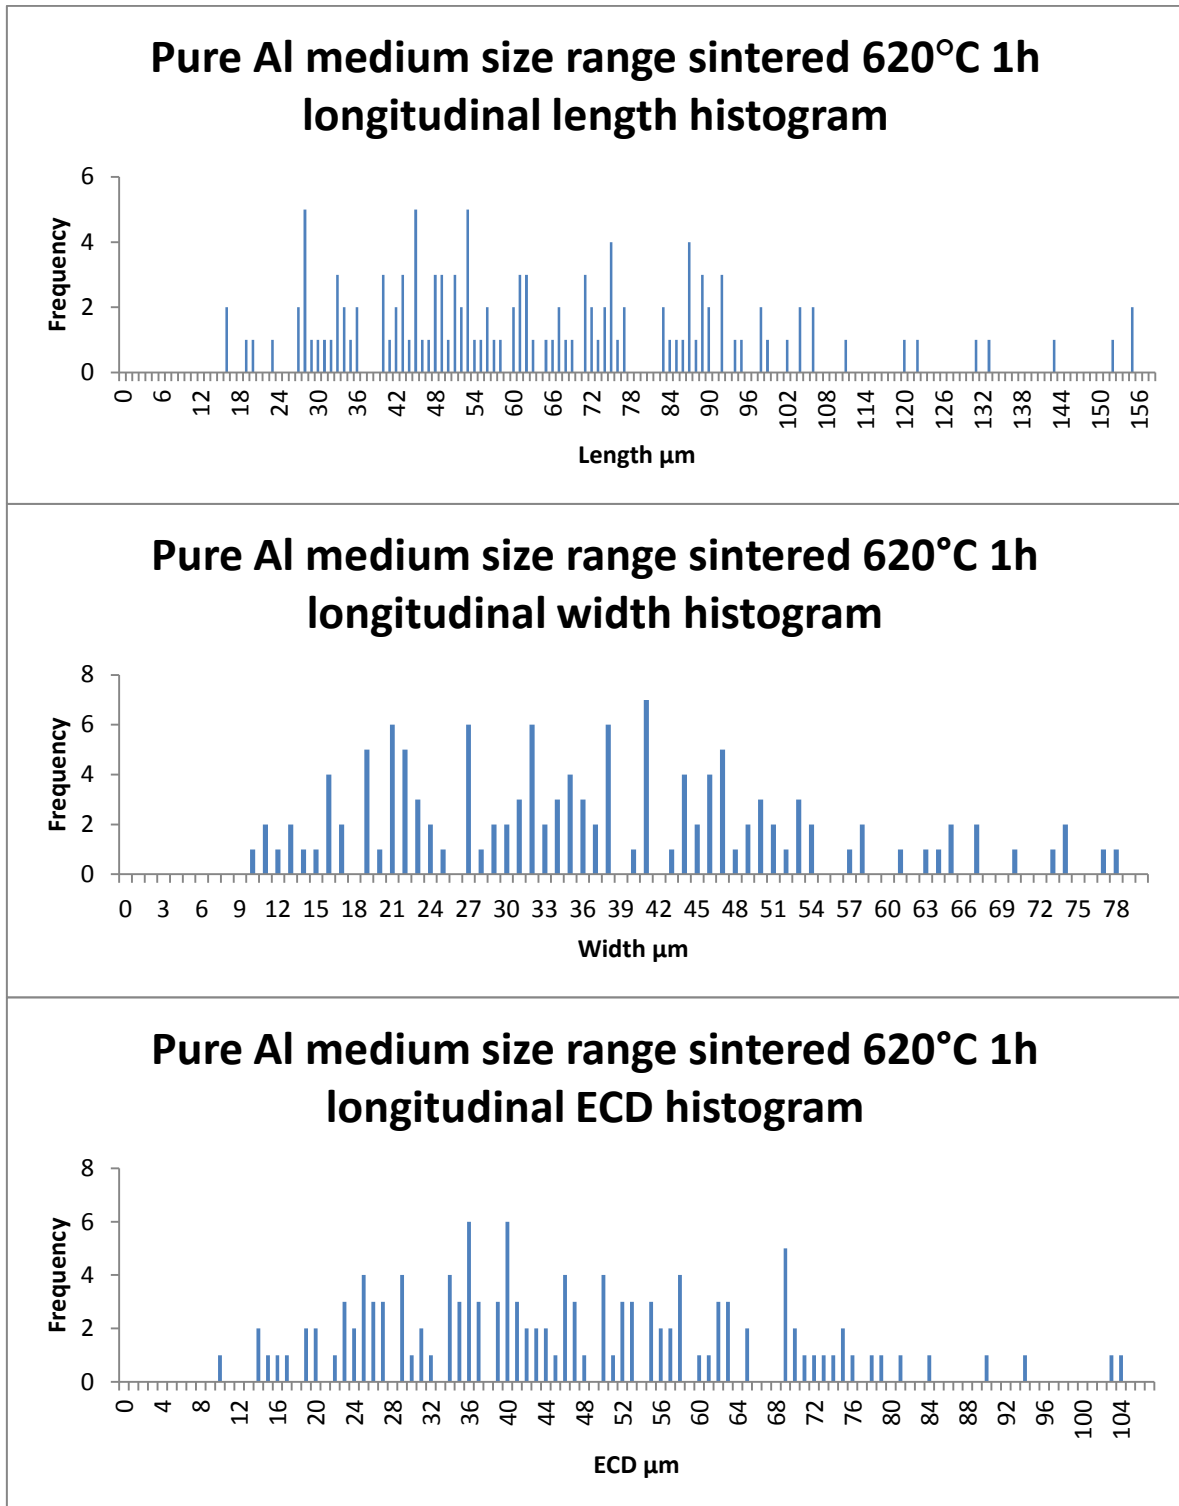 Pure Al medium size range sintered 620°C 1h
longitudinal length histogram
6
4
2
0
Frequency
0 6 12 18 24 30 36 42 48 54 60 66 72 78 84 90 96 102 108 114 120 126 132 138 144 150 156
Length µm
Pure Al medium size range sintered 620°C 1h
longitudinal width histogram
8
6
4
2
0
Frequency
0 3 6 9 12 15 18 21 24 27 30 33 36 39 42 45 48 51 54 57 60 63 66 69 72 75 78
Width µm
Pure Al medium size range sintered 620°C 1h
longitudinal ECD histogram
8
6
4
2
0
Frequency
0 4 8 12 16 20 24 28 32 36 40 44 48 52 56 60 64 68 72 76 80 84 88 92 96 100 104
ECD µm